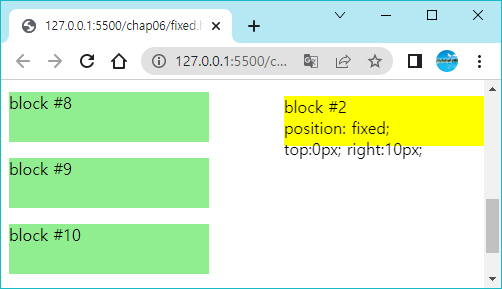 127.0.0.1:5500/chap06/fixed.h
127.0.0.1:5500/c...
block #8
block #9
block #10
block #2
position: fixed;
top:0px; right:10px;